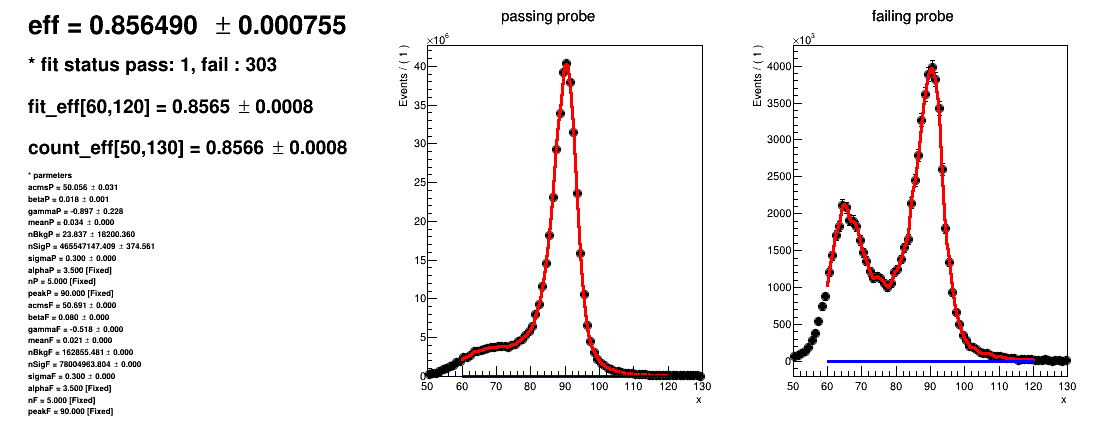 eff = 0.856490 ± 0.000755
* fit status pass: 1, fail : 303
fit_eff[60,120] = 0.8565 ± 0.0008
count_eff[50,130] = 0.8566 ± 0.0008
* parmeters
acmsP = 50.056 ± 0.031
betaP = 0.018 ± 0.001
gammaP = -0.897 ± 0.228
meanP = 0.034 ± 0.000
nBkgP = 23.837 ± 18200.360
nSigP = 465547147.409 ± 374.561
sigmaP = 0.300 ± 0.000
alphaP = 3.500 [Fixed]
nP = 5.000 [Fixed]
peakP = 90.000 [Fixed]
acmsF = 50.691 ± 0.000
betaF = 0.080 ± 0.000
gammaF = -0.518 ± 0.000
meanF = 0.021 ± 0.000
nBkgF = 162855.481 ± 0.000
nSigF = 78004963.804 ± 0.000
sigmaF = 0.300 ± 0.000
alphaF = 3.500 [Fixed]
nF = 5.000 [Fixed]
peakF = 90.000 [Fixed]
passing probe
×10⁶
Events / ( 1 )
40
35
30
25
20
15
10
5
0
50 60 70 80 90 100 110 120 130
x
failing probe
×10³
Events / ( 1 )
4000
3500
3000
2500
2000
1500
1000
500
0
50 60 70 80 90 100 110 120 130
x